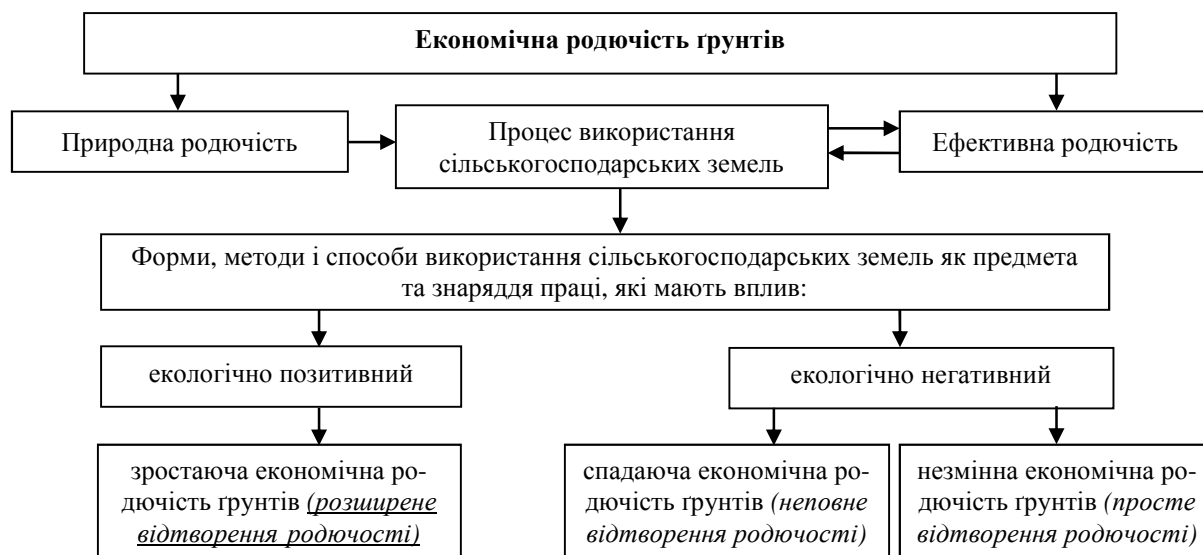 Економічна родючість ґрунтів
Природна родючість
Процес використання
сільськогосподарських земель
Ефективна родючість
Форми, методи і способи використання сільськогосподарських земель як предмета
та знаряддя праці, які мають вплив:
екологічно позитивний
екологічно негативний
зростаюча економічна ро-
дючість ґрунтів (розширене
відтворення родючості)
спадаюча економічна ро-
дючість ґрунтів (неповне
відтворення родючості)
незмінна економічна ро-
дючість ґрунтів (просте
відтворення родючості)